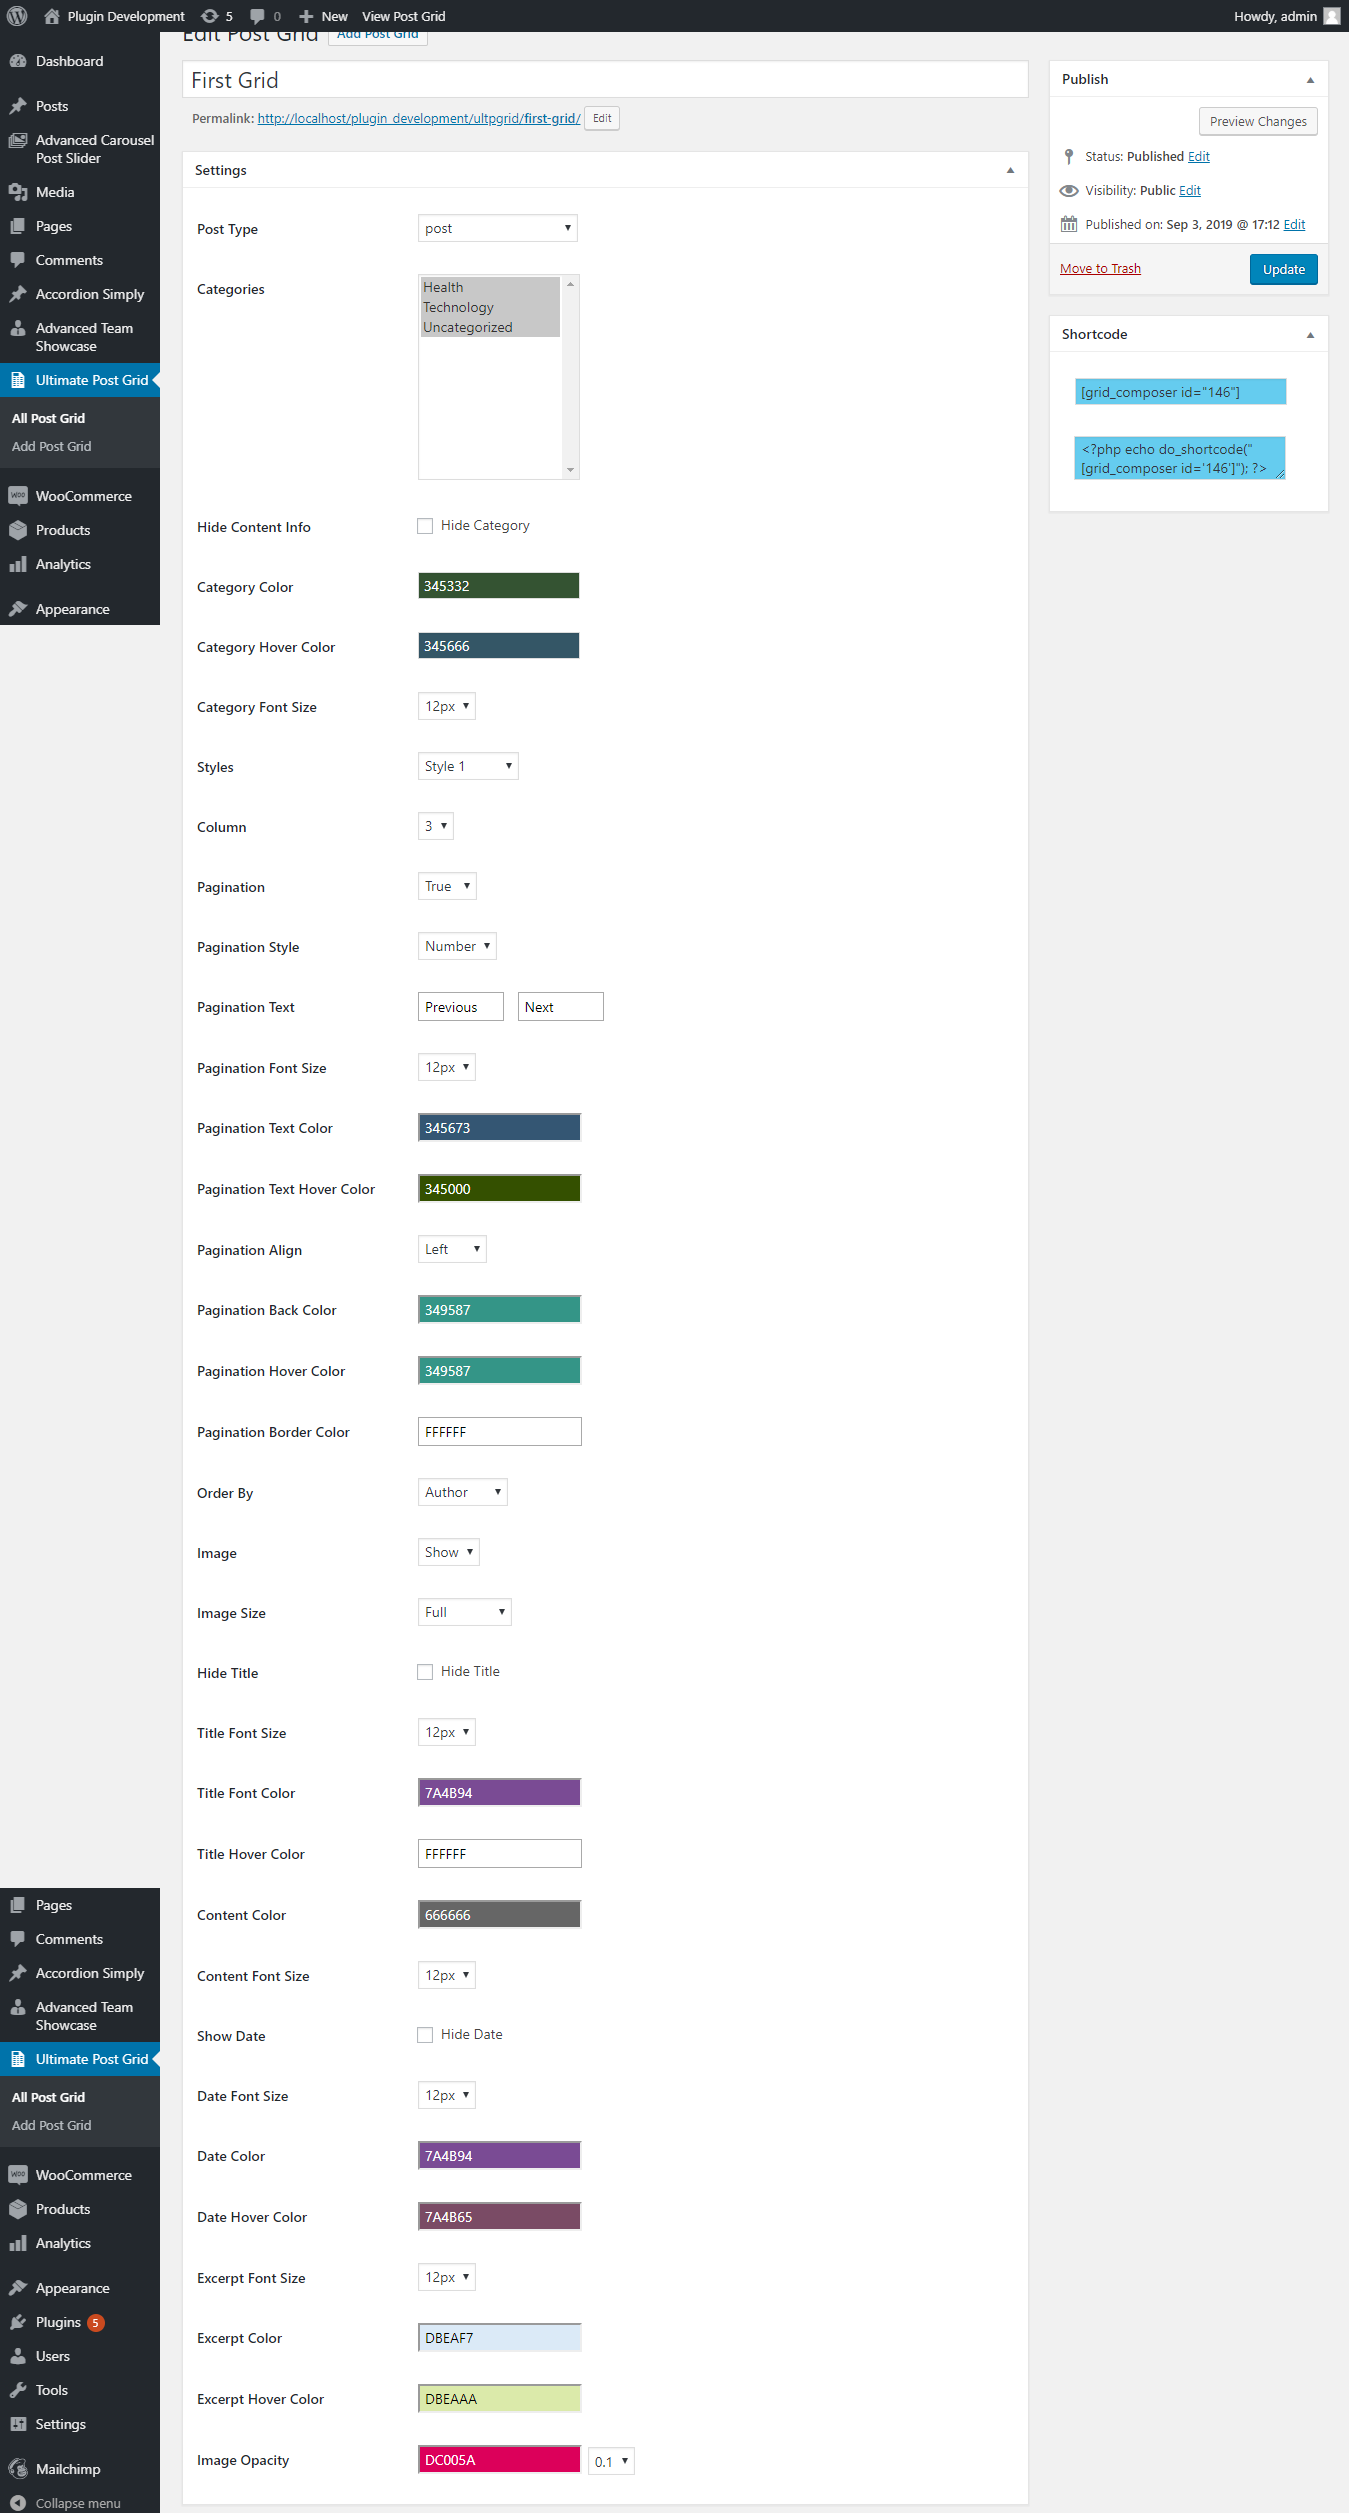 Plugin Development
5
0
New
View Post Grid
Howdy, admin
Dashboard
Posts
Advanced Carousel
Post Slider
Media
Pages
Comments
Accordion Simply
Advanced Team
Showcase
Ultimate Post Grid
All Post Grid
Add Post Grid
WooCommerce
Products
Analytics
Appearance
Edit Post Grid
Add Post Grid
First Grid
Permalink: http://localhost/plugin_development/ultpgrid/first-grid/ Edit
Settings
Post Type post
Categories Health
Technology
Uncategorized
Hide Content Info Hide Category
Category Color 345332
Category Hover Color 345666
Category Font Size 12px
Styles Style 1
Column 3
Pagination True
Pagination Style Number
Pagination Text Previous Next
Pagination Font Size 12px
Pagination Text Color 345673
Pagination Text Hover Color 345000
Pagination Align Left
Pagination Back Color 349587
Pagination Hover Color 349587
Pagination Border Color FFFFFF
Order By Author
Image Show
Image Size Full
Hide Title Hide Title
Title Font Size 12px
Title Font Color 7A4B94
Title Hover Color FFFFFF
Content Color 666666
Content Font Size 12px
Show Date Hide Date
Date Font Size 12px
Date Color 7A4B94
Date Hover Color 7A4B65
Excerpt Font Size 12px
Excerpt Color DBEAF7
Excerpt Hover Color DBEAAA
Image Opacity DC005A 0.1
Publish
Preview Changes
Status: Published Edit
Visibility: Public Edit
Published on: Sep 3, 2019 @ 17:12 Edit
Move to Trash
Update
Shortcode
[grid_composer id="146"]
<?php echo do_shortcode("
[grid_composer id='146']"); ?>
Pages
Comments
Accordion Simply
Advanced Team
Showcase
Ultimate Post Grid
All Post Grid
Add Post Grid
WooCommerce
Products
Analytics
Appearance
Plugins 5
Users
Tools
Settings
Mailchimp
Collapse menu